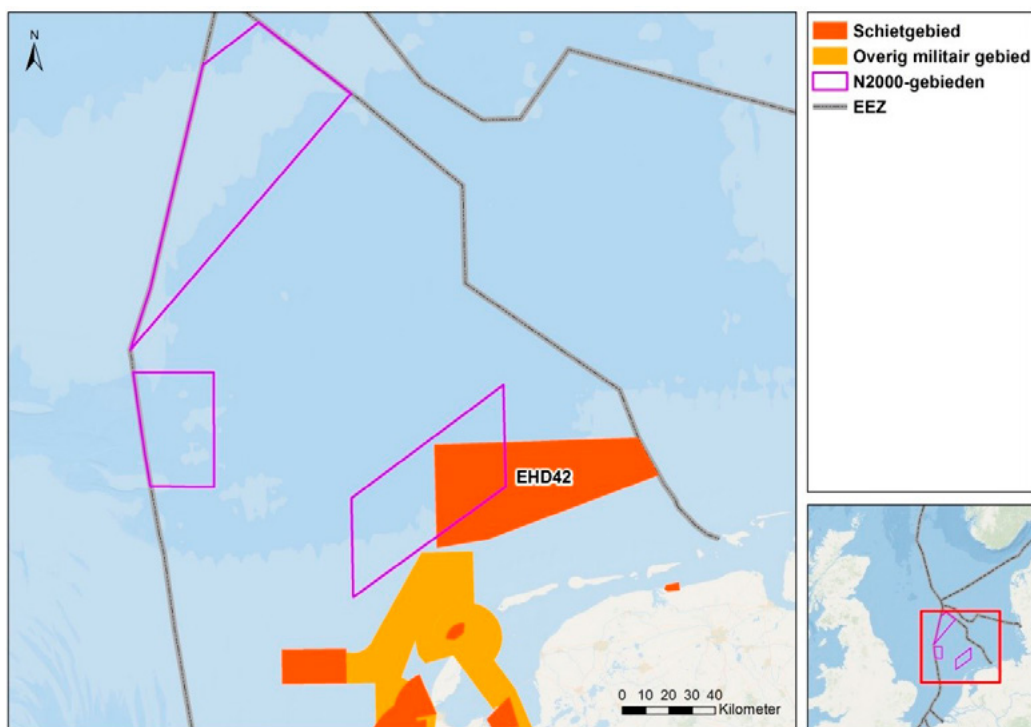 N
EHD42
0 10 20 30 40
Kilometer
Schietgebied
Overig militair gebied
N2000-gebieden
EEZ